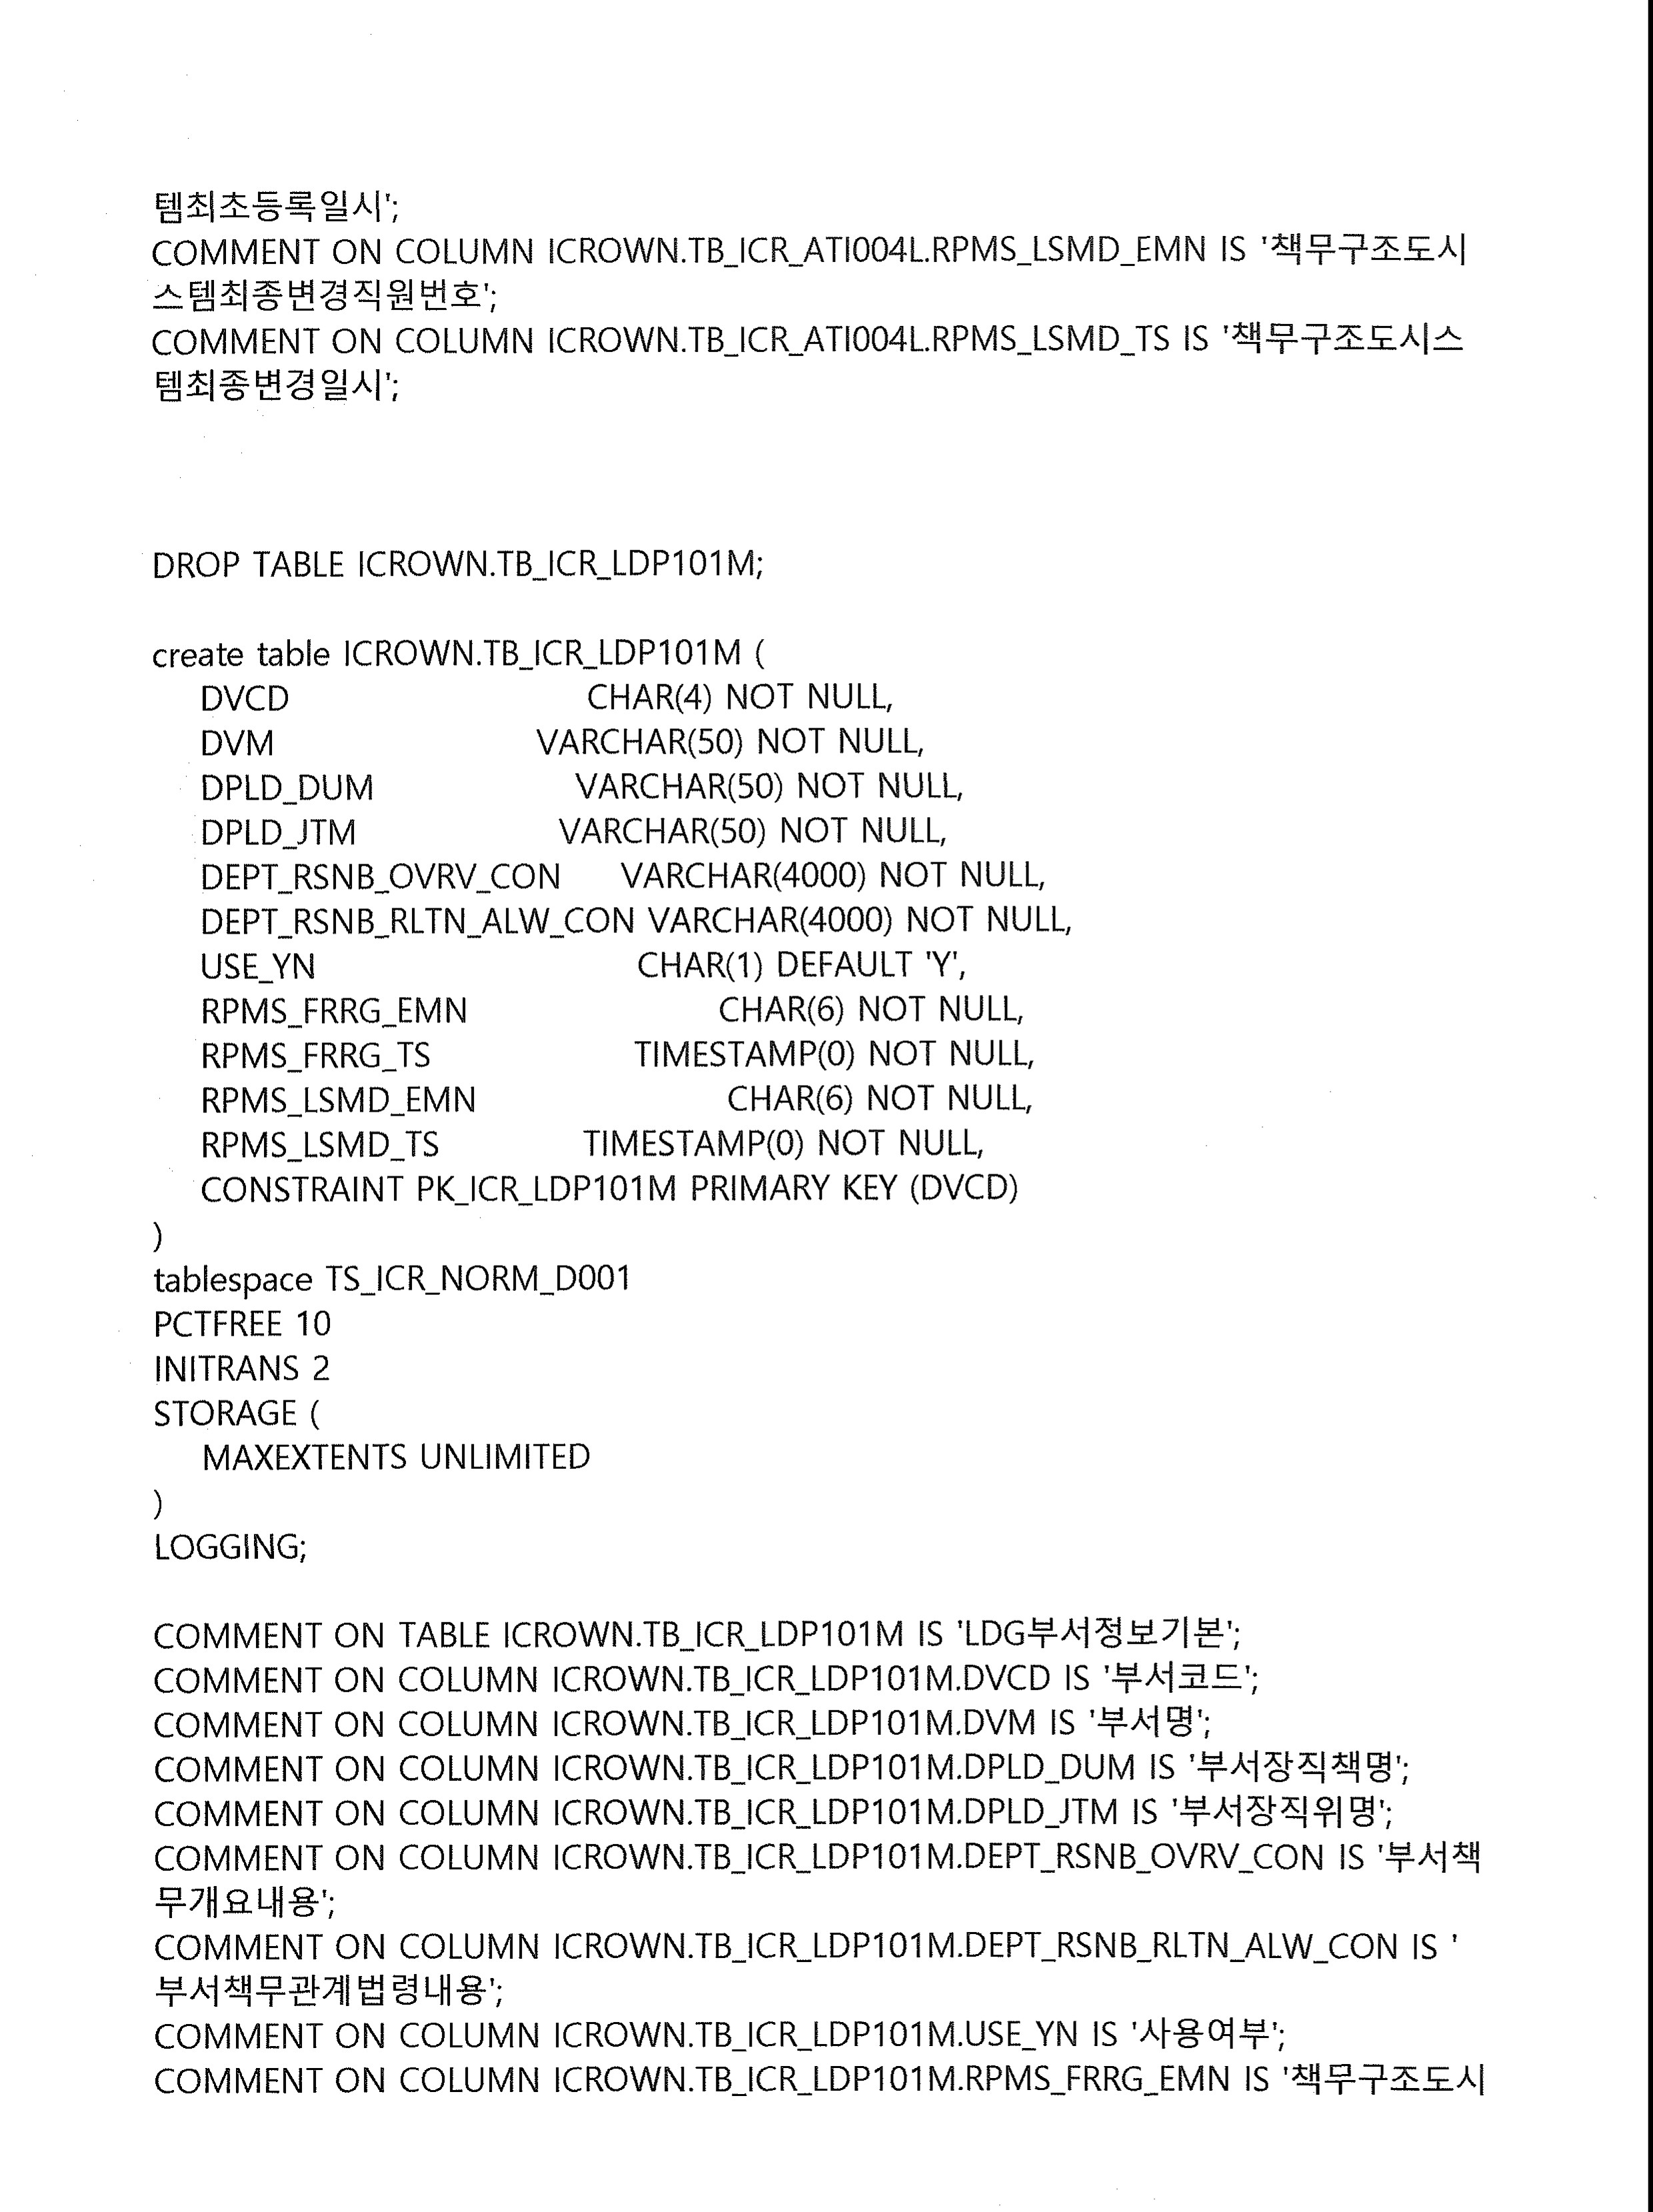 템최초등록일시';
COMMENT ON COLUMN ICROWN.TB_ICR_ATI004L.RPMS_LSMD_EMN IS '책무구조도시
스템최종변경직원번호';
COMMENT ON COLUMN ICROWN.TB_ICR_ATI004L.RPMS_LSMD_TS IS '책무구조도시스
템최종변경일시';
DROP TABLE ICROWN.TB_ICR_LDP101M;
create table ICROWN.TB_ICR_LDP101M (
DVCD CHAR(4) NOT NULL,
DVM VARCHAR(50) NOT NULL,
DPLD_DUM VARCHAR(50) NOT NULL,
DPLD_JTM VARCHAR(50) NOT NULL,
DEPT_RSNB_OVRV_CON VARCHAR(4000) NOT NULL,
DEPT_RSNB_RLTN_ALW_CON VARCHAR(4000) NOT NULL,
USE_YN CHAR(1) DEFAULT 'Y',
RPMS_FRRG_EMN CHAR(6) NOT NULL,
RPMS_FRRG_TS TIMESTAMP(0) NOT NULL,
RPMS_LSMD_EMN CHAR(6) NOT NULL,
RPMS_LSMD_TS TIMESTAMP(0) NOT NULL,
CONSTRAINT PK_ICR_LDP101M PRIMARY KEY (DVCD)
)
tablespace TS_ICR_NORM_D001
PCTFREE 10
INITRANS 2
STORAGE (
MAXEXTENTS UNLIMITED
)
LOGGING;
COMMENT ON TABLE ICROWN.TB_ICR_LDP101M IS 'LDG부서정보기본';
COMMENT ON COLUMN ICROWN.TB_ICR_LDP101M.DVCD IS '부서코드';
COMMENT ON COLUMN ICROWN.TB_ICR_LDP101M.DVM IS '부서명';
COMMENT ON COLUMN ICROWN.TB_ICR_LDP101M.DPLD_DUM IS '부서장직책명';
COMMENT ON COLUMN ICROWN.TB_ICR_LDP101M.DPLD_JTM IS '부서장직위명';
COMMENT ON COLUMN ICROWN.TB_ICR_LDP101M.DEPT_RSNB_OVRV_CON IS '부서책
무개요내용';
COMMENT ON COLUMN ICROWN.TB_ICR_LDP101M.DEPT_RSNB_RLTN_ALW_CON IS '
부서책무관계법령내용';
COMMENT ON COLUMN ICROWN.TB_ICR_LDP101M.USE_YN IS '사용여부';
COMMENT ON COLUMN ICROWN.TB_ICR_LDP101M.RPMS_FRRG_EMN IS '책무구조도시